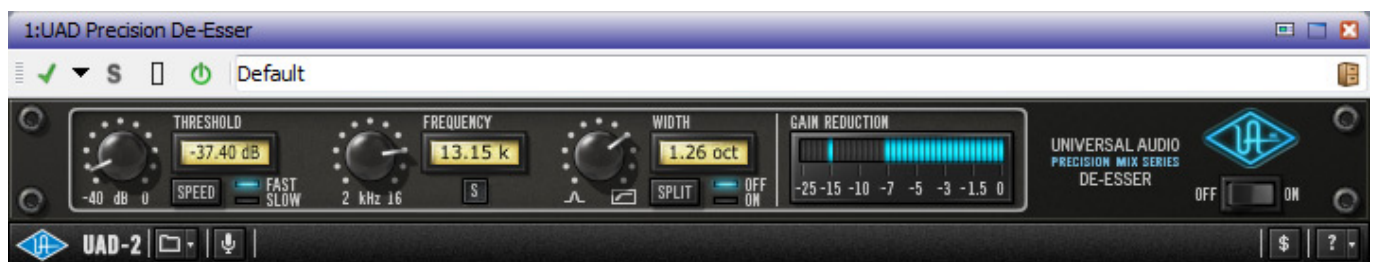 1:UAD Precision De-Esser
S
Default
THRESHOLD
-37.40 dB
SPEED
FAST
SLOW
-40 dB 0
FREQUENCY
13.15 k
S
2 kHz 16
WIDTH
1.26 oct
SPLIT
OFF
ON
GAIN REDUCTION
-25 -15 -10 -7 -5 -3 -1.5 0
UNIVERSAL AUDIO
PRECISION MIX SERIES
DE-ESSER
UA
OFF ON
UA UAD-2
$ ?